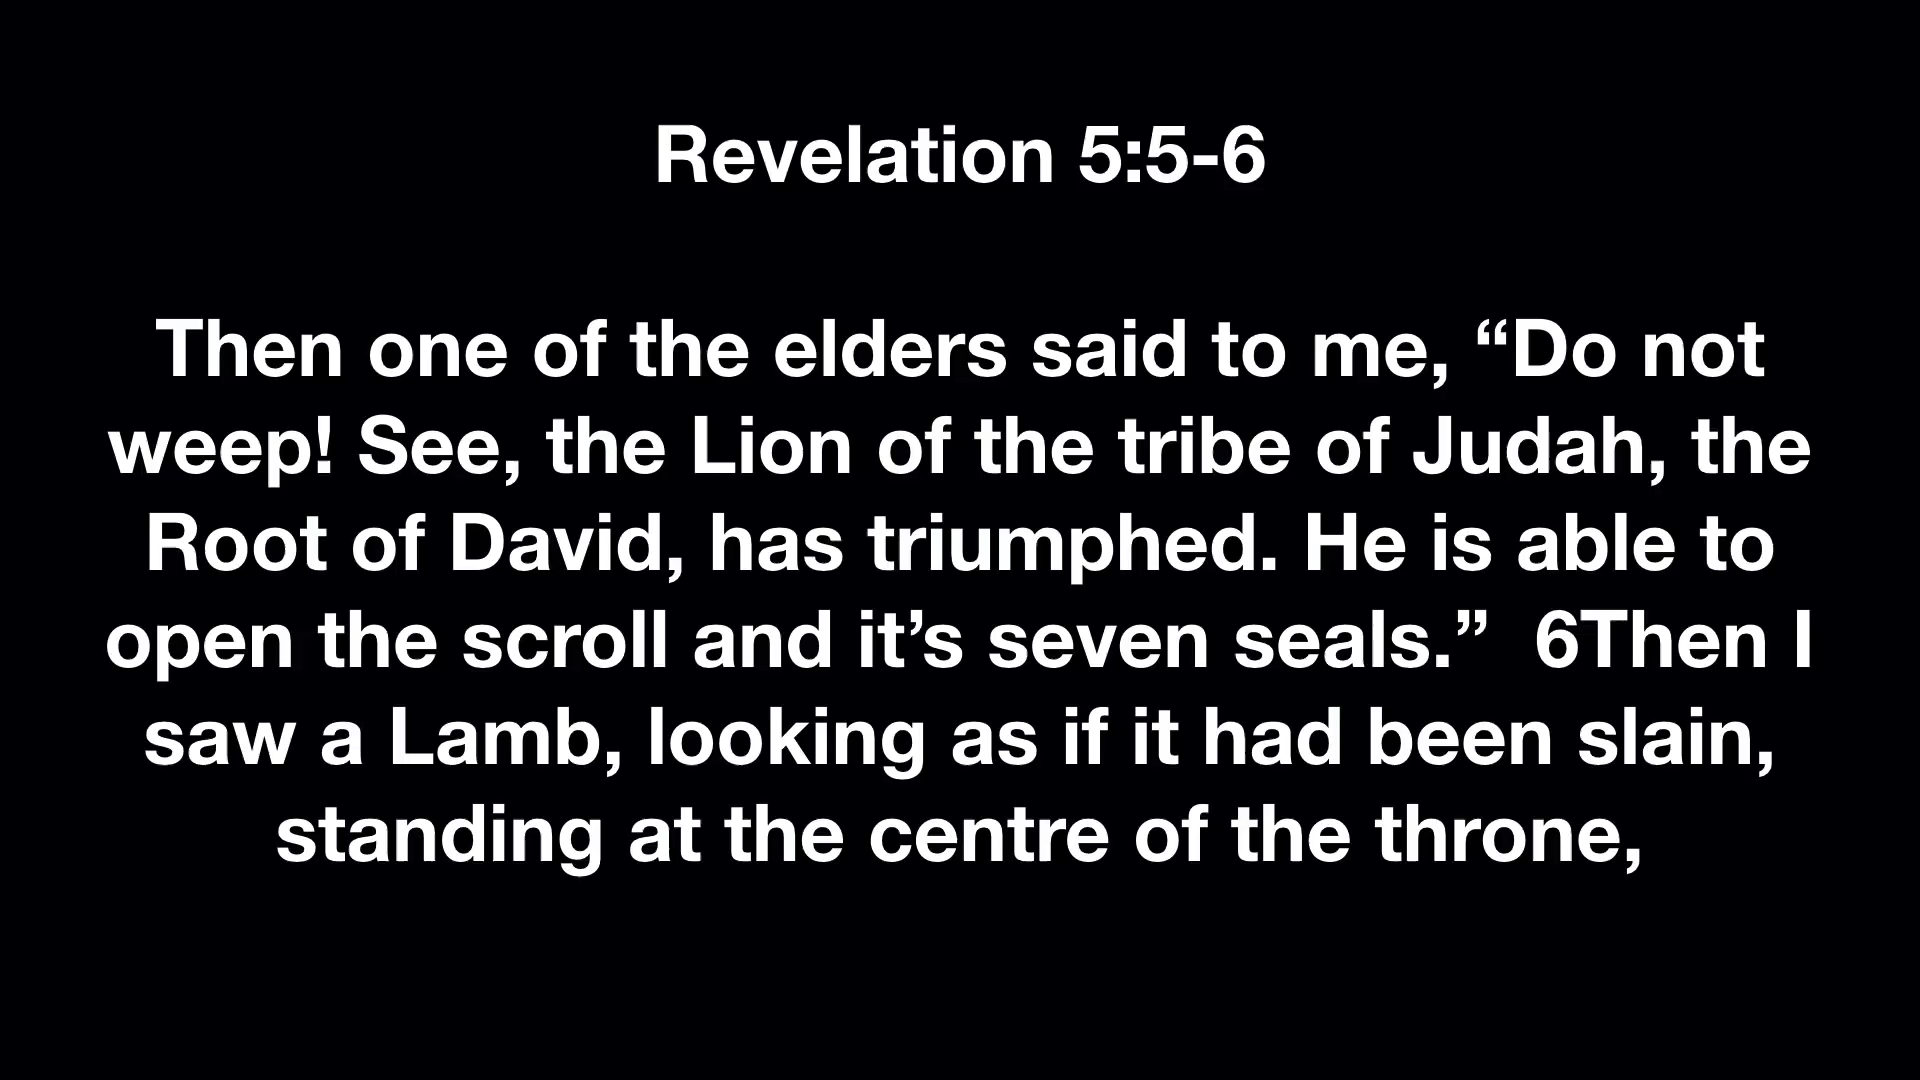 Revelation 5:5-6
Then one of the elders said to me, “Do not
weep! See, the Lion of the tribe of Judah, the
Root of David, has triumphed. He is able to
open the scroll and it’s seven seals.”  6Then I
saw a Lamb, looking as if it had been slain,
standing at the centre of the throne,